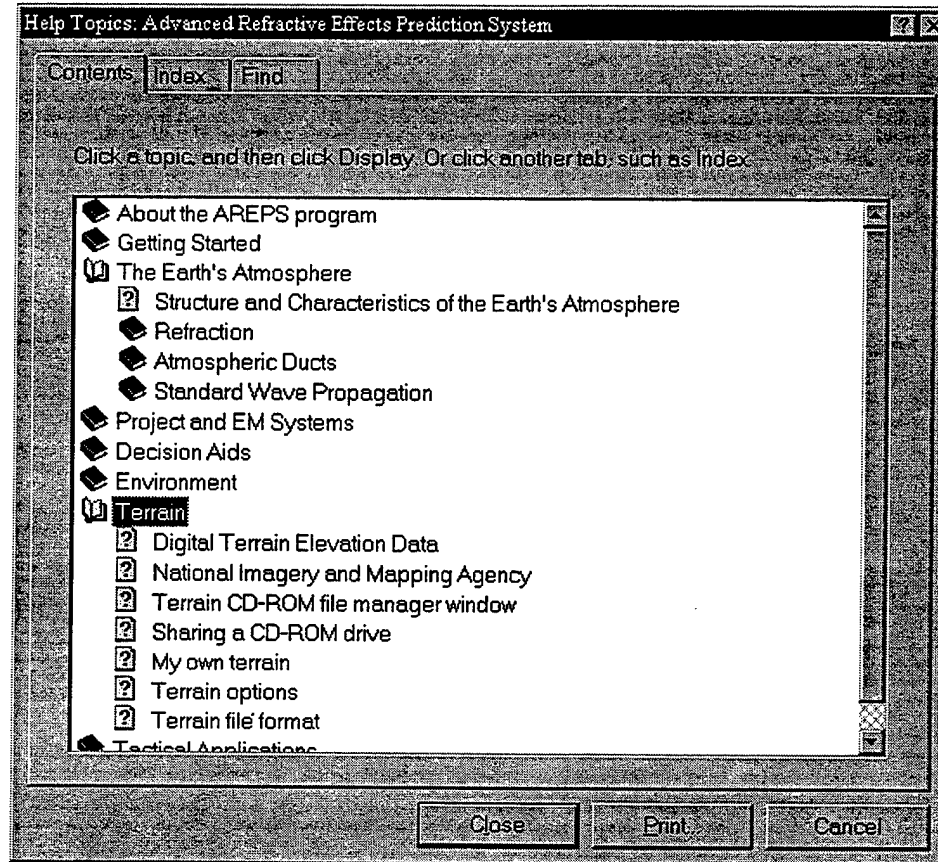 Help Topics: Advanced Refractive Effects Prediction System
Contents Index Find
Click a topic, and then click Display. Or click another tab, such as Index.
About the AREPS program
Getting Started
The Earth's Atmosphere
Structure and Characteristics of the Earth's Atmosphere
Refraction
Atmospheric Ducts
Standard Wave Propagation
Project and EM Systems
Decision Aids
Environment
Terrain
Digital Terrain Elevation Data
National Imagery and Mapping Agency
Terrain CD-ROM file manager window
Sharing a CD-ROM drive
My own terrain
Terrain options
Terrain file format
Tactical Applications
Close Print... Cancel